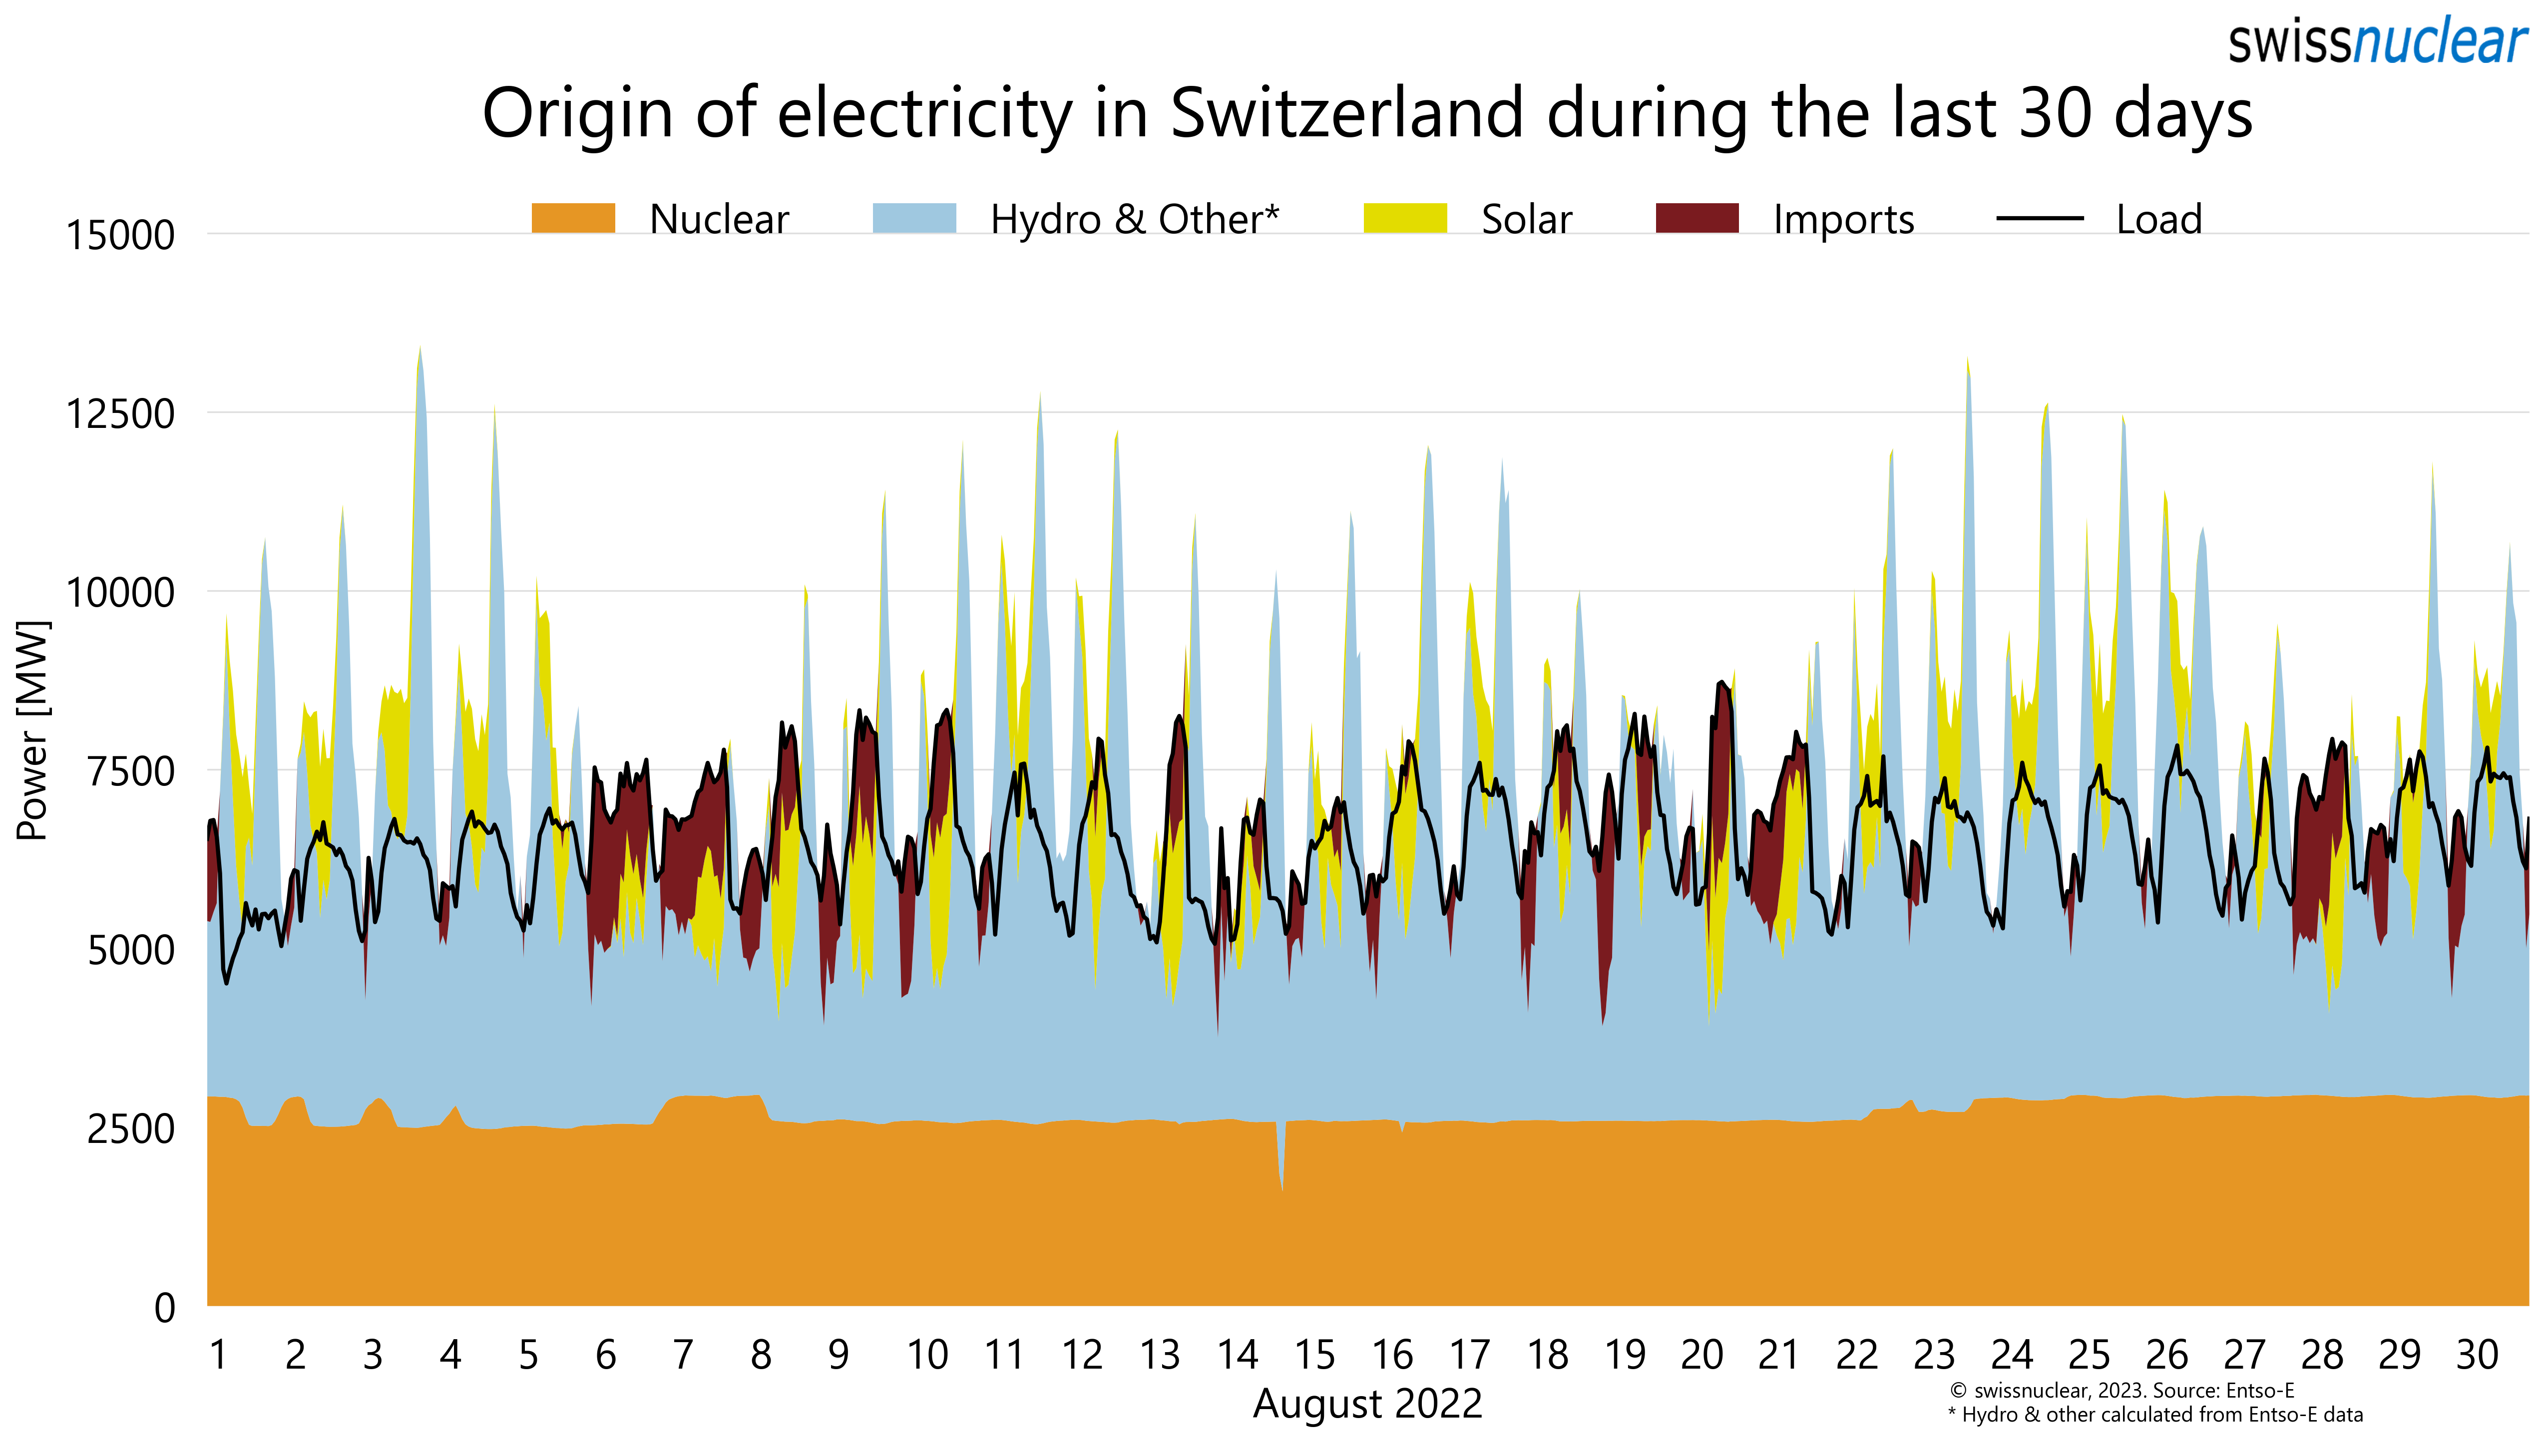 swissnuclear
Origin of electricity in Switzerland during the last 30 days
Nuclear Hydro & Other* Solar Imports Load
15000
12500
10000
7500
5000
2500
0
Power [MW]
1 2 3 4 5 6 7 8 9 10 11 12 13 14 15 16 17 18 19 20 21 22 23 24 25 26 27 28 29 30
August 2022
© swissnuclear, 2023. Source: Entso-E
* Hydro & other calculated from Entso-E data